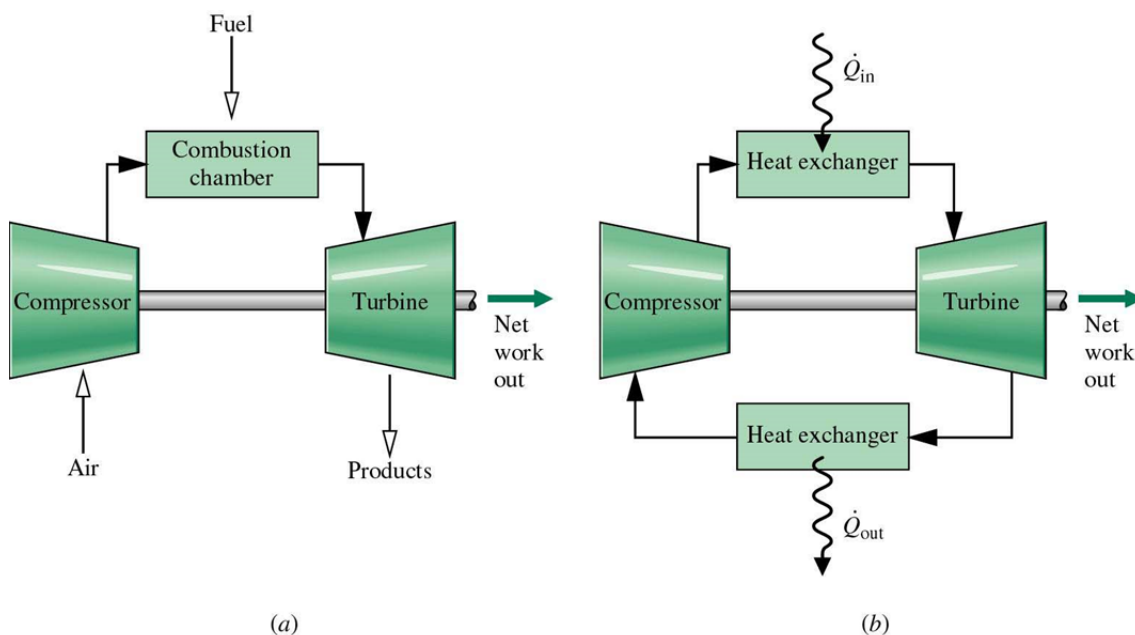 Fuel
Combustion
chamber
Compressor
Turbine
Net
work
out
Air
Products
(a)
Q̇in
Heat exchanger
Compressor
Turbine
Net
work
out
Heat exchanger
Q̇out
(b)